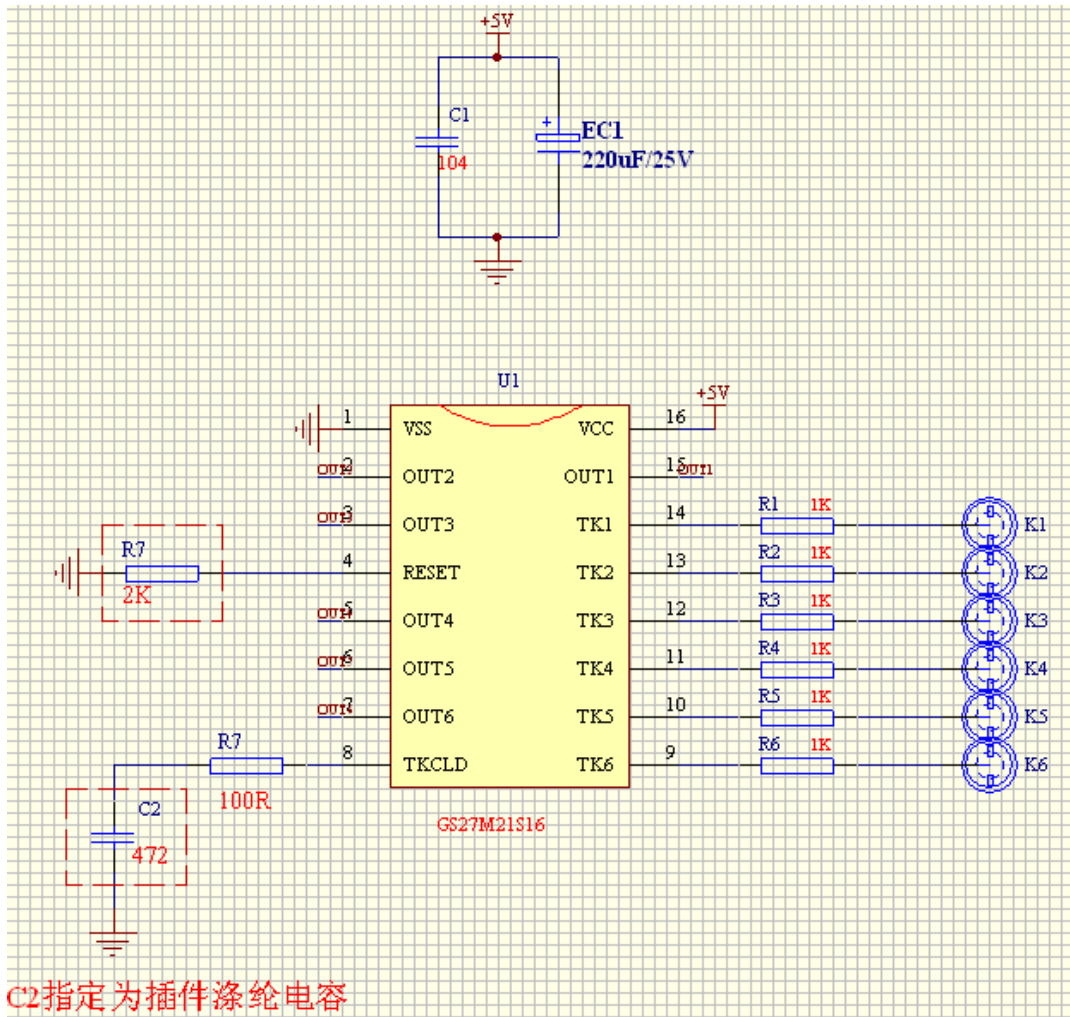 +5V
C1
104
EC1
220uF/25V
U1
+5V
1
VSS
VCC
16
2
OUT2
OUT1
15
OUT1
3
OUT3
TK1
14
R1
1K
K1
R7
2K
4
RESET
TK2
13
R2
1K
K2
5
OUT4
TK3
12
R3
1K
K3
6
OUT5
TK4
11
R4
1K
K4
7
OUT6
TK5
10
R5
1K
K5
R7
100R
8
TKCLD
TK6
9
R6
1K
K6
C2
472
GS27M21S16
C2指定为插件涤纶电容